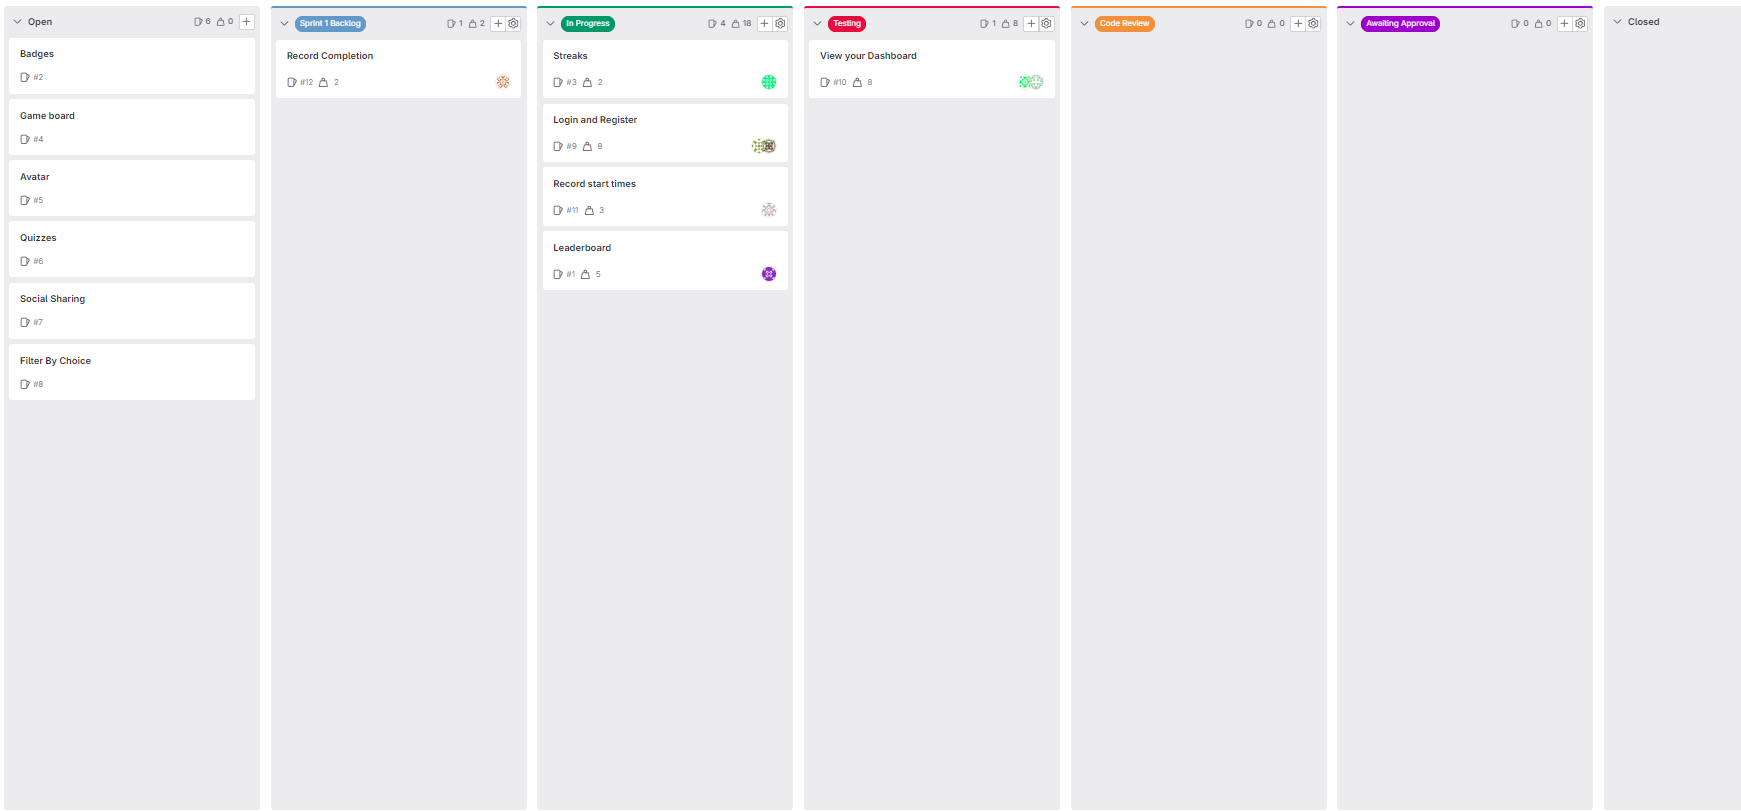 Open 6 0
Badges
#2
Game board
#4
Avatar
#5
Quizzes
#6
Social Sharing
#7
Filter By Choice
#8
Sprint 1 Backlog 1 2
Record Completion
#12 2
In Progress 4 18
Streaks
#3 2
Login and Register
#9 8
Record start times
#11 3
Leaderboard
#1 5
Testing 1 8
View your Dashboard
#10 8
Code Review 0 0
Awaiting Approval 0 0
Closed